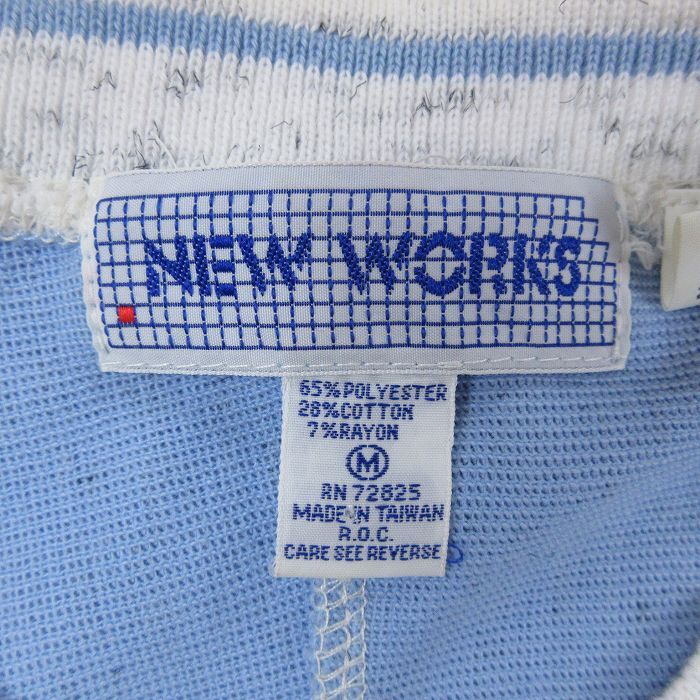 NEW WORKS
65% POLYESTER
28% COTTON
7% RAYON
M
RN 72825
MADE IN TAIWAN
R.O.C.
CARE SEE REVERSE